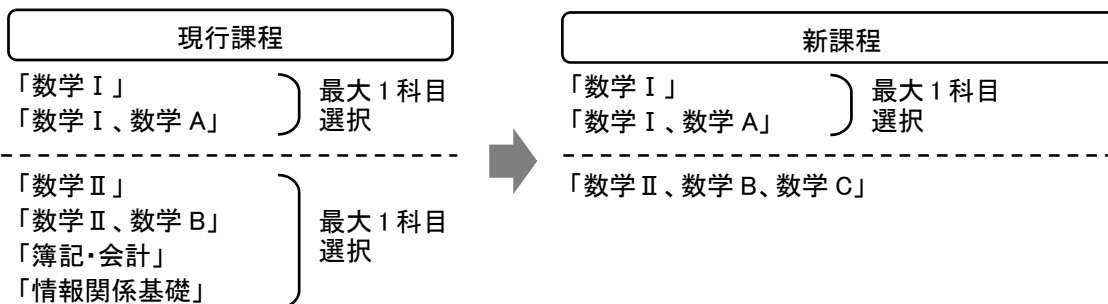 現行課程
「数学Ⅰ」
「数学Ⅰ、数学A」
最大1科目
選択
「数学Ⅱ」
「数学Ⅱ、数学B」
「簿記・会計」
「情報関係基礎」
最大1科目
選択
新課程
「数学Ⅰ」
「数学Ⅰ、数学A」
最大1科目
選択
「数学Ⅱ、数学B、数学C」